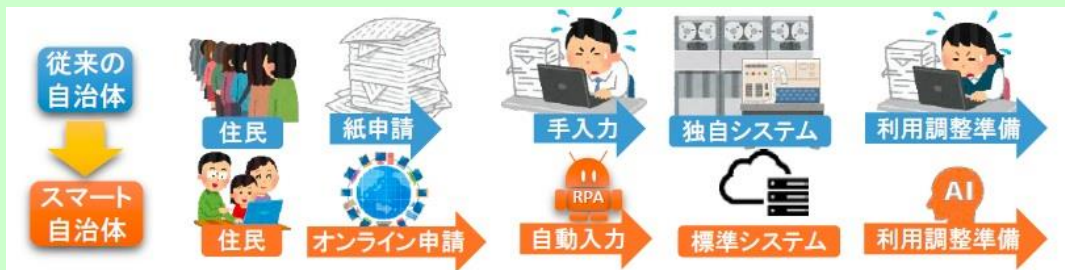 従来の
自治体
住民
紙申請
手入力
独自システム
利用調整準備
スマート
自治体
住民
オンライン申請
RPA
自動入力
標準システム
AI
利用調整準備